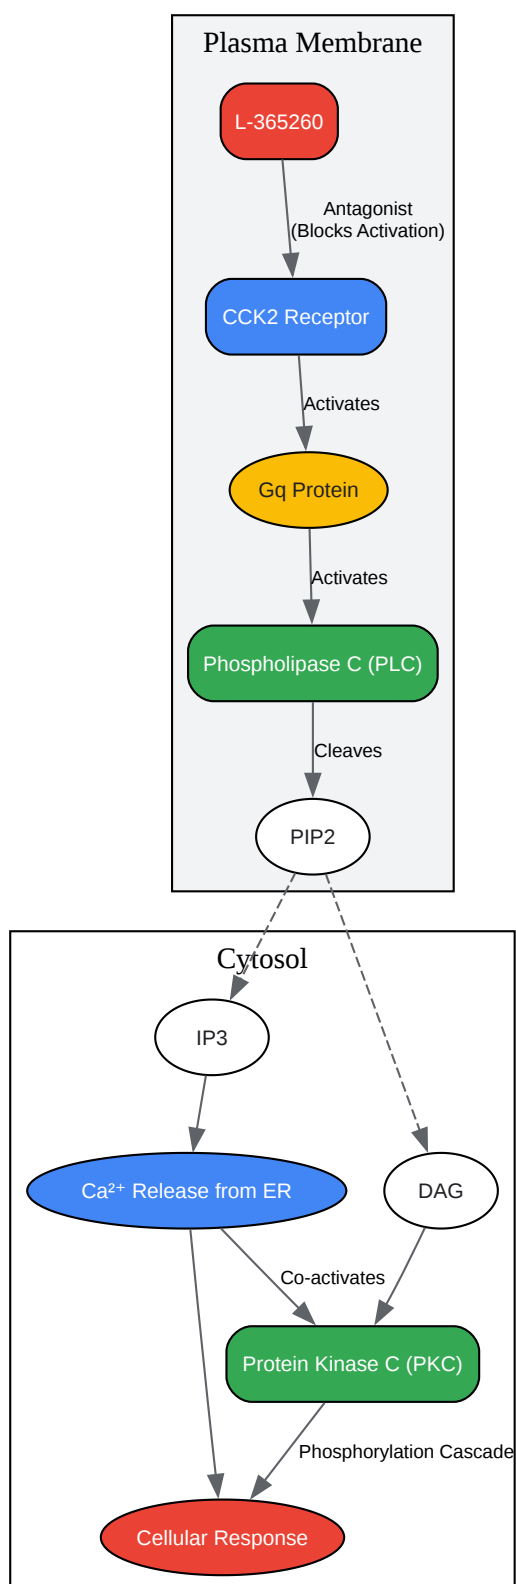 Plasma Membrane
L-365260
Antagonist
(Blocks Activation)
CCK2 Receptor
Activates
Gq Protein
Activates
Phospholipase C (PLC)
Cleaves
PIP2
Cytosol
IP3
Ca²⁺ Release from ER
DAG
Co-activates
Protein Kinase C (PKC)
Phosphorylation Cascade
Cellular Response